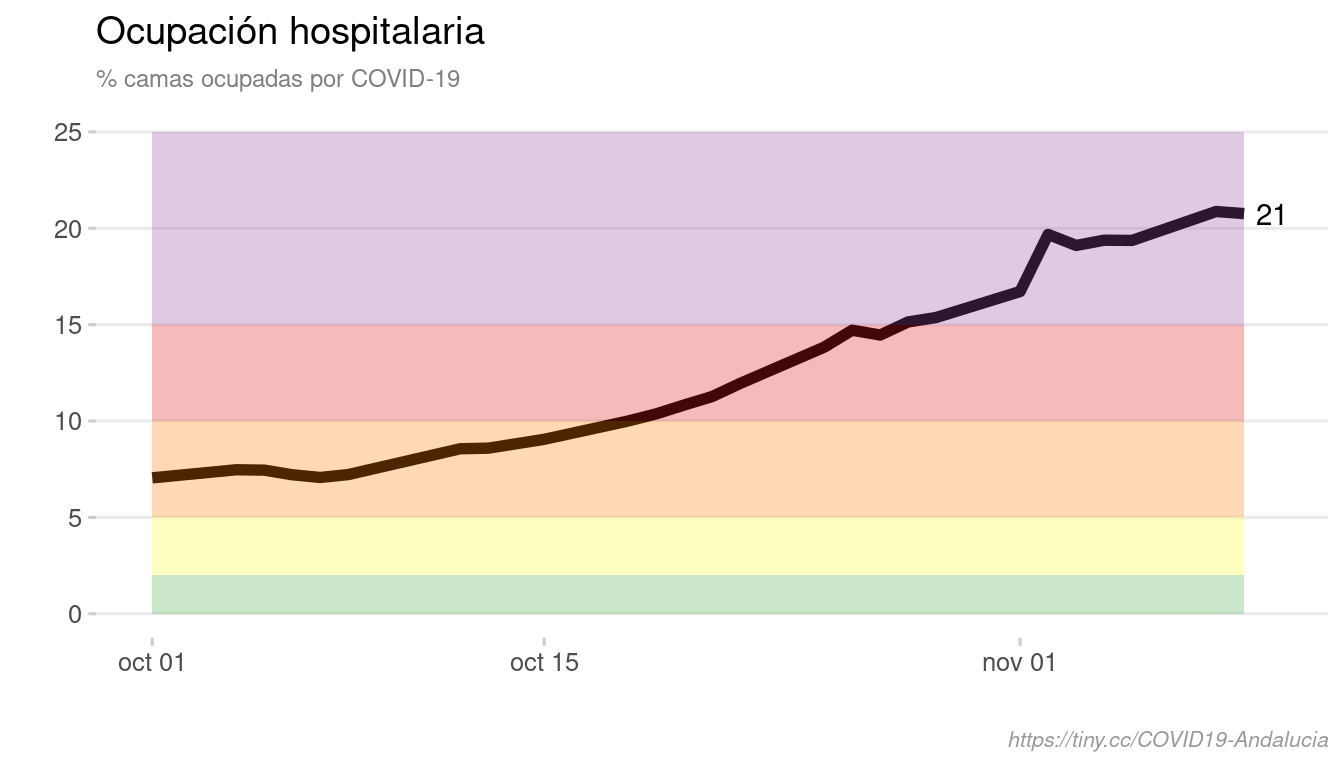 Ocupación hospitalaria
% camas ocupadas por COVID-19
25
20
15
10
5
0
21
oct 01
oct 15
nov 01
https://tiny.cc/COVID19-Andalucia